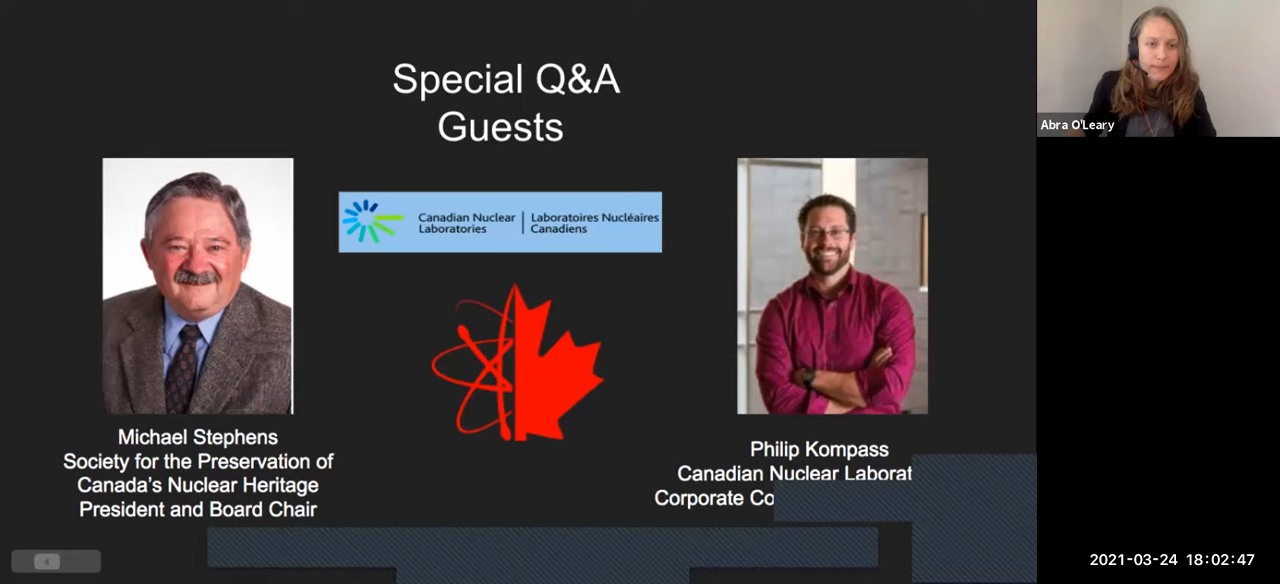 Special Q&A
Guests
Abra O'Leary
Canadian Nuclear
Laboratories
Laboratoires Nucléaires
Canadiens
Michael Stephens
Society for the Preservation of
Canada's Nuclear Heritage
President and Board Chair
Philip Kompass
Canadian Nuclear Laborat
Corporate Co
4
2021-03-24 18:02:47